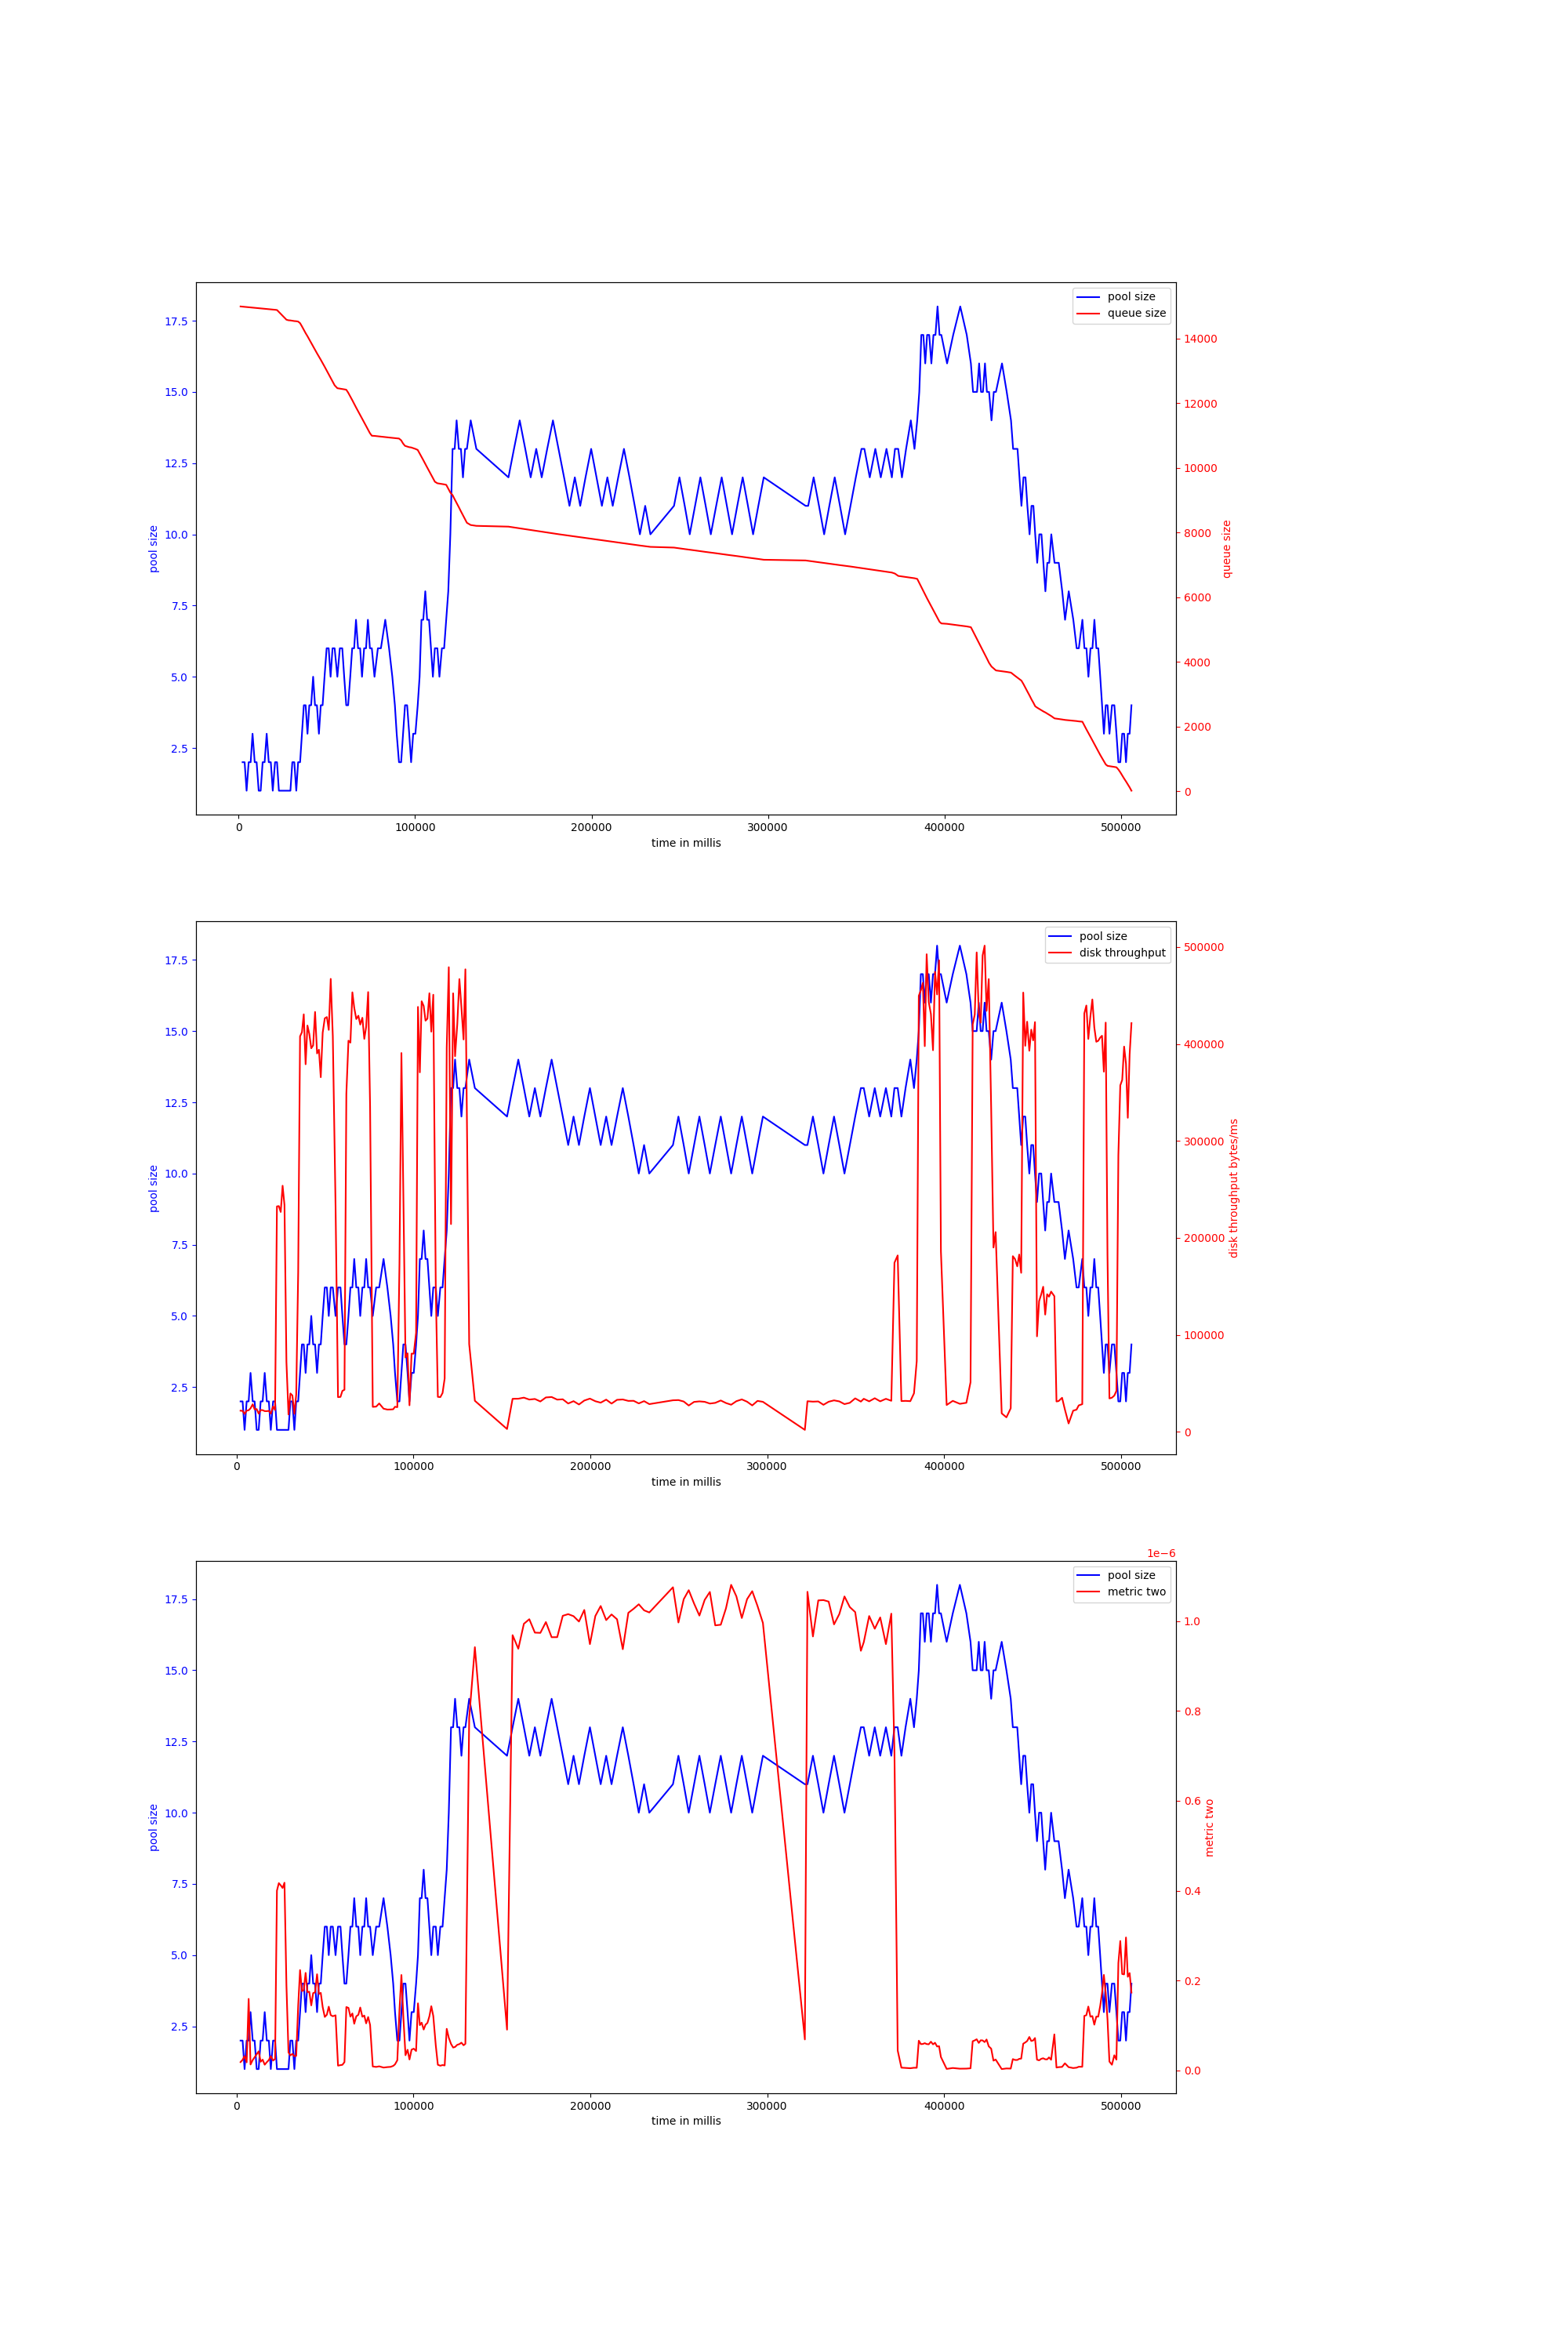 pool size
queue size
17.5
15.0
12.5
10.0
7.5
5.0
2.5
pool size
14000
12000
10000
8000
6000
4000
2000
0
queue size
0 100000 200000 300000 400000 500000
time in millis
pool size
disk throughput
17.5
15.0
12.5
10.0
7.5
5.0
2.5
pool size
500000
400000
300000
200000
100000
0
disk throughput bytes/ms
0 100000 200000 300000 400000 500000
time in millis
1e−6
pool size
metric two
17.5
15.0
12.5
10.0
7.5
5.0
2.5
pool size
1.0
0.8
0.6
0.4
0.2
0.0
metric two
0 100000 200000 300000 400000 500000
time in millis